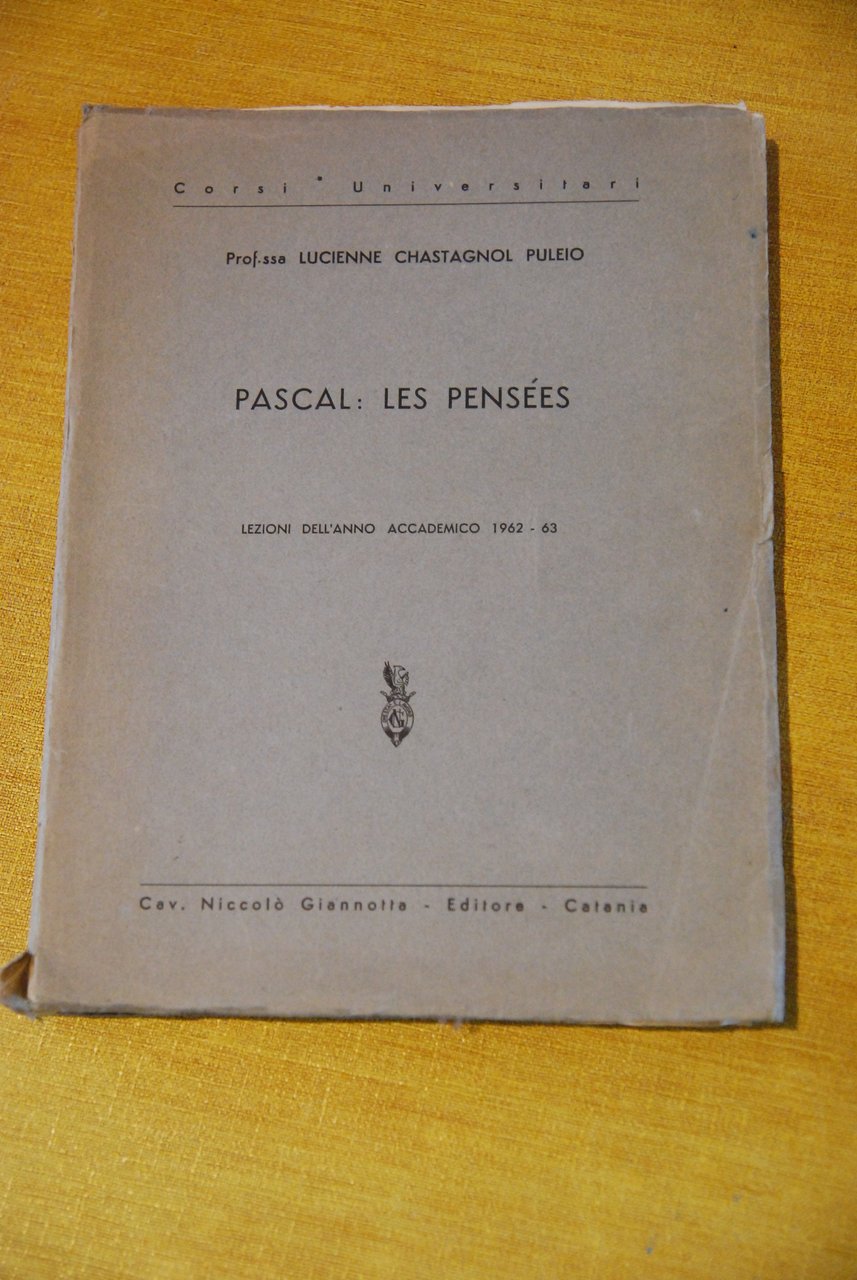 Corsi Universitari
Prof.ssa LUCIENNE CHASTAGNOL PULEIO
PASCAL: LES PENSÉES
LEZIONI DELL'ANNO ACCADEMICO 1962 - 63
Cav. Niccolò Giannotta - Editore - Catania